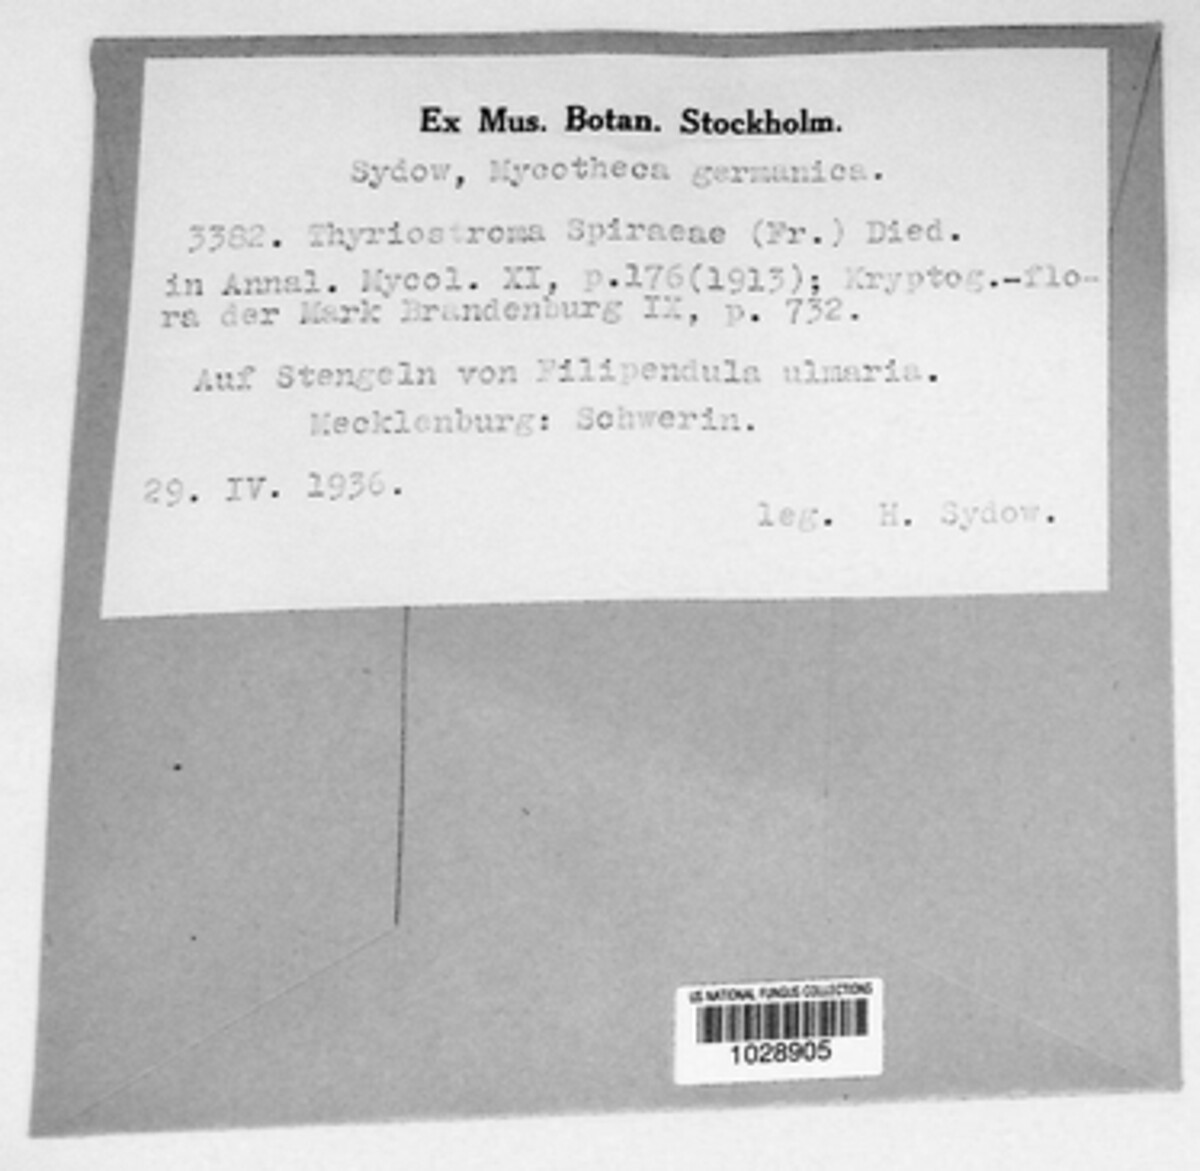 Ex Mus. Botan. Stockholm.
Sydow, Mycotheca germanica.
3382. Thyriostroma Spiraeae (Fr.) Died.
in Annal. Mycol. XI, p.176(1913); Kryptog.-flo-
ra der Mark Brandenburg IX, p. 732.
Auf Stengeln von Filipendula ulmaria.
Mecklenburg: Schwerin.
29. IV. 1936.
leg. H. Sydow.
US NATIONAL FUNGUS COLLECTIONS
1028905